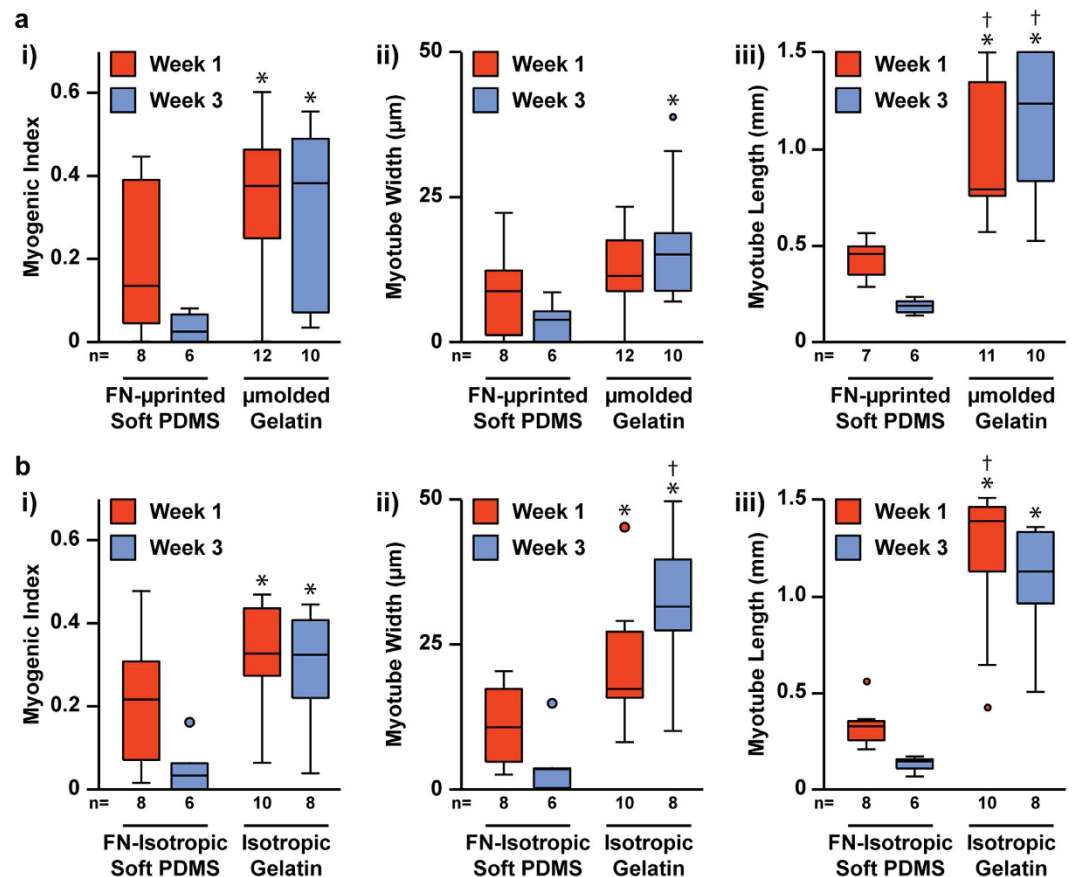 a
i)
Week 1
Week 3
Myogenic Index
0.6
0.4
0.2
0
*
*
n= 8 6 12 10
FN-µprinted
Soft PDMS
µmolded
Gelatin
ii)
Week 1
Week 3
Myotube Width (µm)
50
25
0
*
n= 8 6 12 10
FN-µprinted
Soft PDMS
µmolded
Gelatin
iii)
Week 1
Week 3
Myotube Length (mm)
1.5
1.0
0.5
0
† †
* *
n= 7 6 11 10
FN-µprinted
Soft PDMS
µmolded
Gelatin
b
i)
Week 1
Week 3
Myogenic Index
0.6
0.4
0.2
0
* *
n= 8 6 10 8
FN-Isotropic
Soft PDMS
Isotropic
Gelatin
ii)
Week 1
Week 3
Myotube Width (µm)
50
25
0
†
* *
n= 8 6 10 8
FN-Isotropic
Soft PDMS
Isotropic
Gelatin
iii)
Week 1
Week 3
Myotube Length (mm)
1.5
1.0
0.5
0
†
* *
n= 8 6 10 8
FN-Isotropic
Soft PDMS
Isotropic
Gelatin